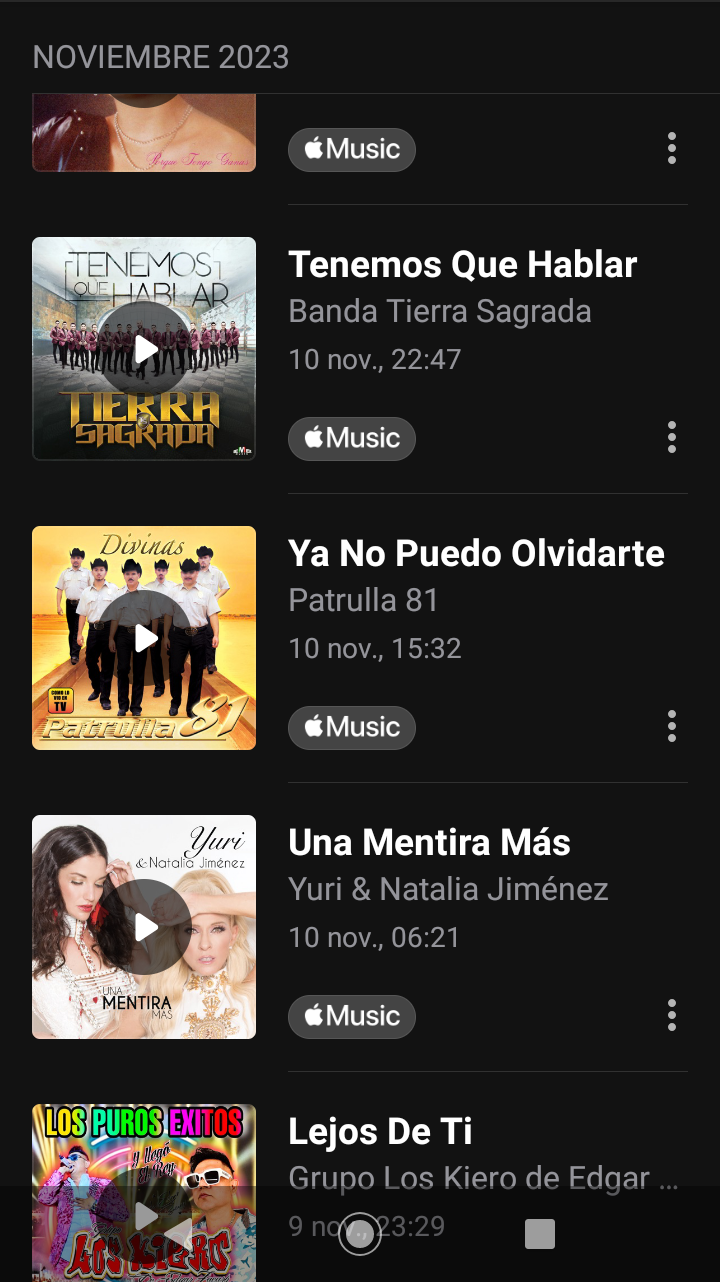 NOVIEMBRE 2023
Porque Tengo Ganas
Music
TENEMOS
QUE HABLAR
TIERRA
SAGRADA
Tenemos Que Hablar
Banda Tierra Sagrada
10 nov., 22:47
Music
Divinas
COMO LO
VIO EN
TV
Patrulla 81
Ya No Puedo Olvidarte
Patrulla 81
10 nov., 15:32
Music
Yuri
& Natalia Jiménez
UNA
MENTIRA
MÁS
Una Mentira Más
Yuri & Natalia Jiménez
10 nov., 06:21
Music
LOS PUROS EXITOS
y llegó
El Rey
LOS KIERO
Lejos De Ti
Grupo Los Kiero de Edgar ...
9 nov., 23:29